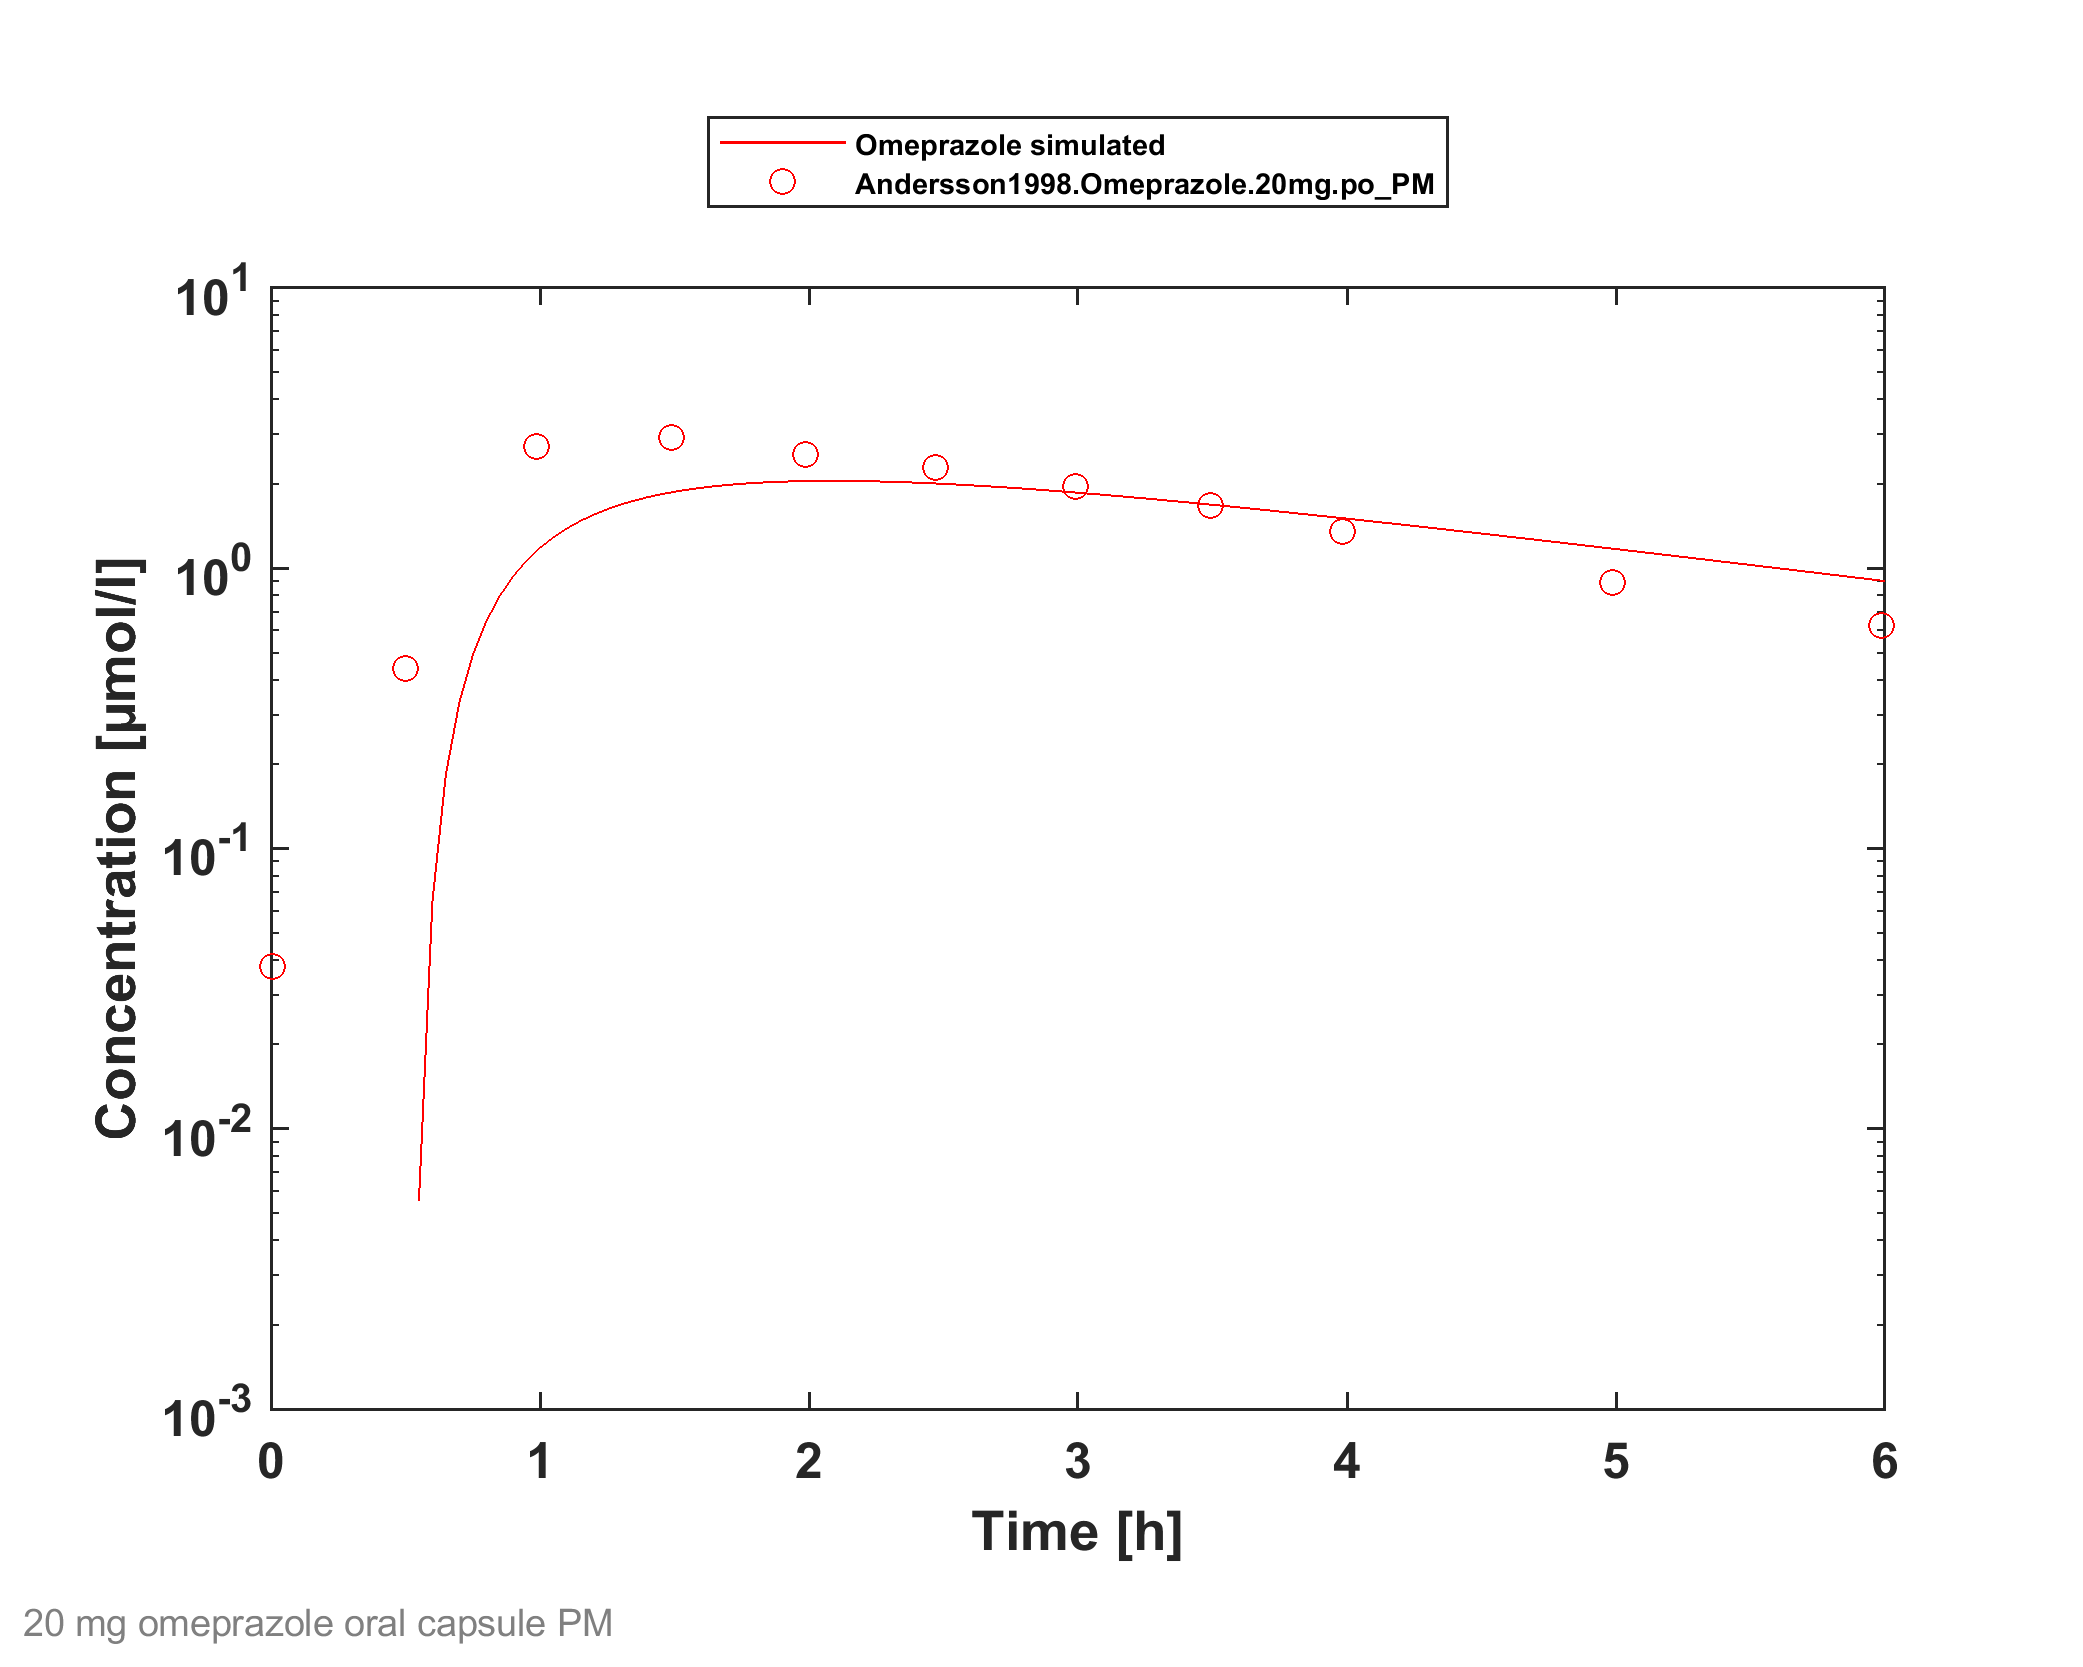 Omeprazole simulated
Andersson1998.Omeprazole.20mg.po_PM
10^1
10^0
10^-1
10^-2
10^-3
Concentration [µmol/l]
0 1 2 3 4 5 6
Time [h]
20 mg omeprazole oral capsule PM